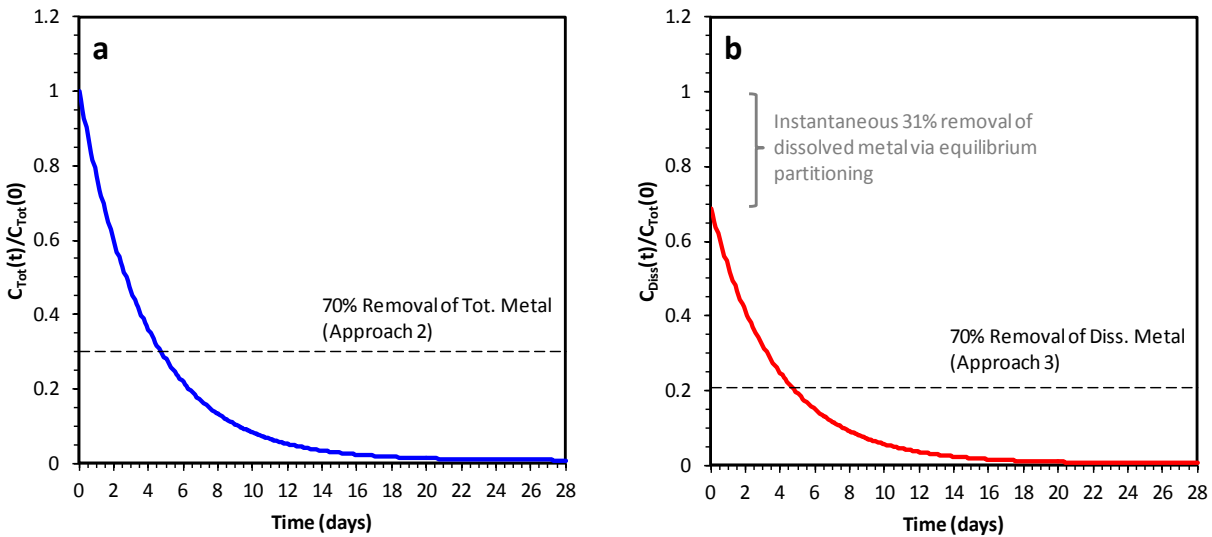 a
1.2
1
0.8
0.6
0.4
0.2
0
C_Tot(t)/C_Tot(0)
70% Removal of Tot. Metal
(Approach 2)
0 2 4 6 8 10 12 14 16 18 20 22 24 26 28
Time (days)
b
1.2
1
0.8
0.6
0.4
0.2
0
C_Diss(t)/C_Tot(0)
Instantaneous 31% removal of
dissolved metal via equilibrium
partitioning
70% Removal of Diss. Metal
(Approach 3)
0 2 4 6 8 10 12 14 16 18 20 22 24 26 28
Time (days)